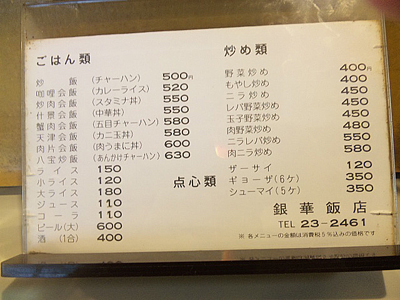 ごはん類
炒飯 (チャーハン) 500円
咖喱会飯 (カレーライス) 520
炒肉会飯 (スタミナ丼) 550
什景会飯 (中華丼) 550
蟹肉会飯 (五目チャーハン) 580
天津会飯 (カニ玉丼) 580
肉片会飯 (肉うまに丼) 600
八宝炒飯 (あんかけチャーハン) 630
ライス 150
小ライス 120
大ライス 180
ジュース 110
コーラ 110
ビール(大) 600
酒 (1合) 400
炒め類
野菜炒め 400円
もやし炒め 350
ニラ炒め 450
レバ野菜炒め 450
玉子野菜炒め 450
肉野菜炒め 480
ニラレバ炒め 550
肉ニラ炒め 580
点心類
ザーサイ 120
ギョーザ(6ヶ) 350
シューマイ(5ヶ) 350
銀華飯店
TEL 23-2461
※ 各メニューの金額は消費税5%込みの価格です